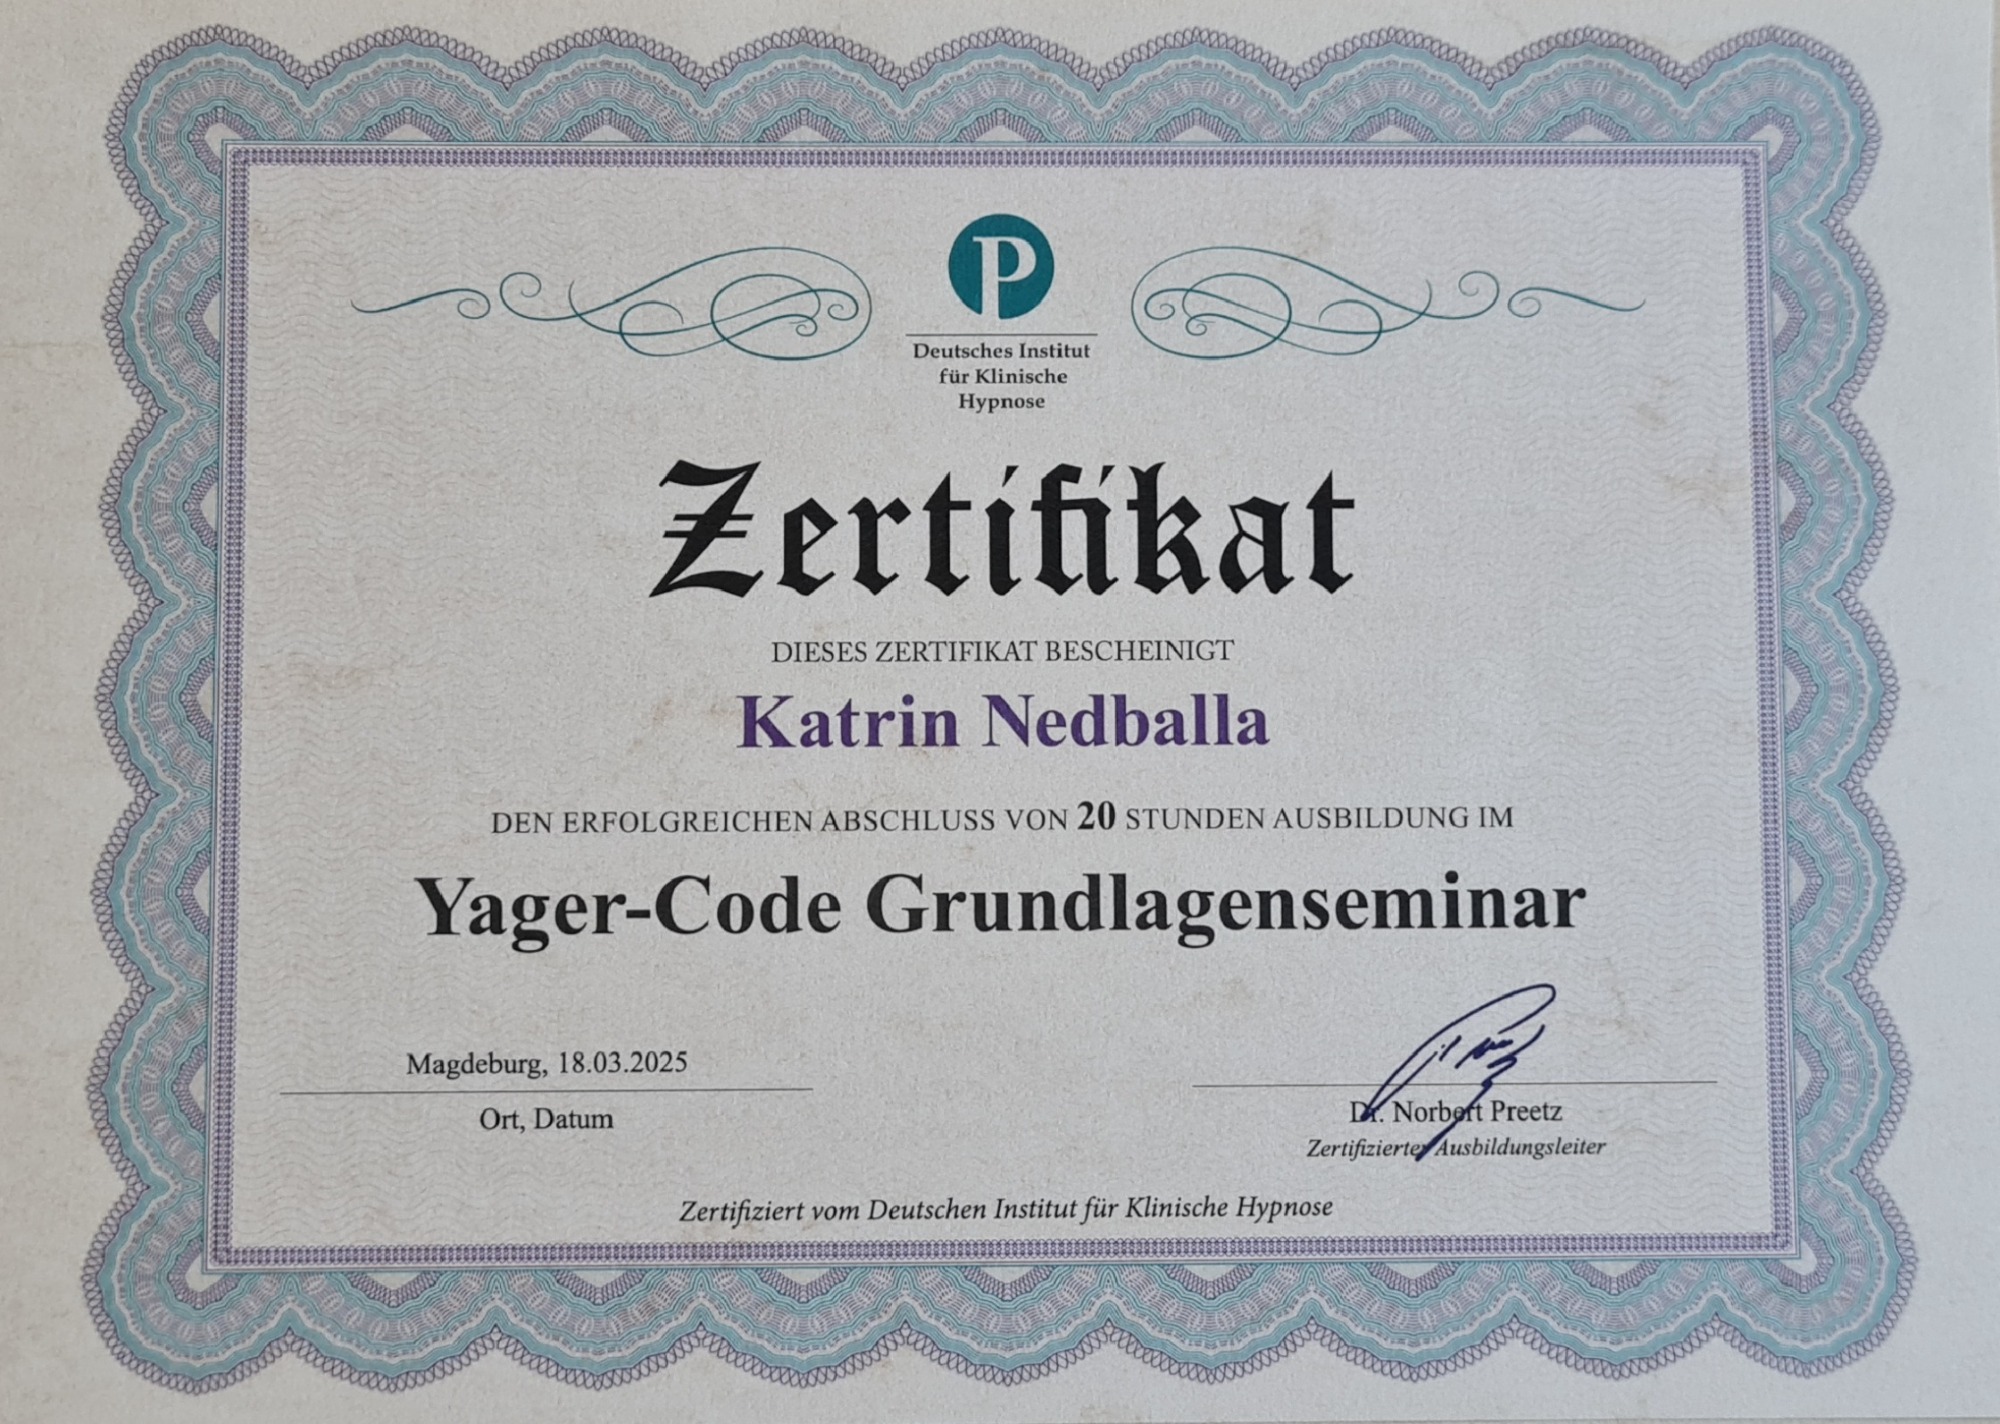 P
Deutsches Institut
für Klinische
Hypnose
Zertifikat
DIESES ZERTIFIKAT BESCHEINIGT
Katrin Nedballa
DEN ERFOLGREICHEN ABSCHLUSS VON 20 STUNDEN AUSBILDUNG IM
Yager-Code Grundlagenseminar
Magdeburg, 18.03.2025
Ort, Datum
Dr. Norbert Preetz
Zertifizierter Ausbildungsleiter
Zertifiziert vom Deutschen Institut für Klinische Hypnose